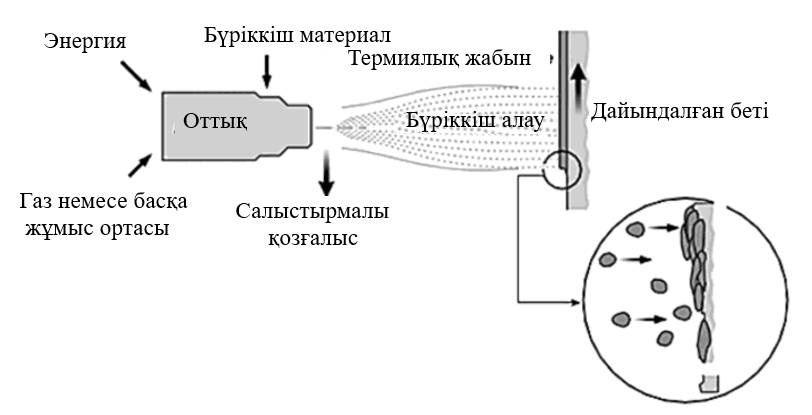 Энергия
Бүріккіш материал
Термиялық жабын
Оттық
Бүріккіш алау
Дайындалған беті
Газ немесе басқа
жұмыс ортасы
Салыстырмалы
қозғалыс